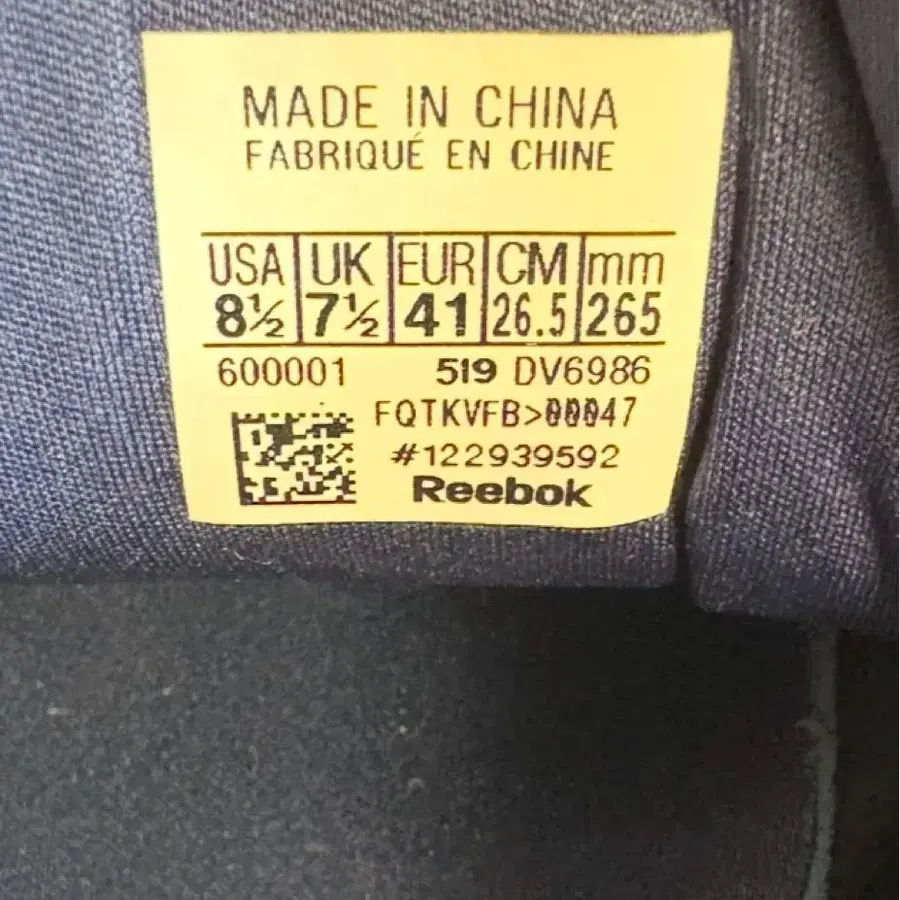 MADE IN CHINA
FABRIQUÉ EN CHINE
USA UK EUR CM mm
8½ 7½ 41 26.5 265
600001 519 DV6986
FQTKVFB>00047
#122939592
Reebok